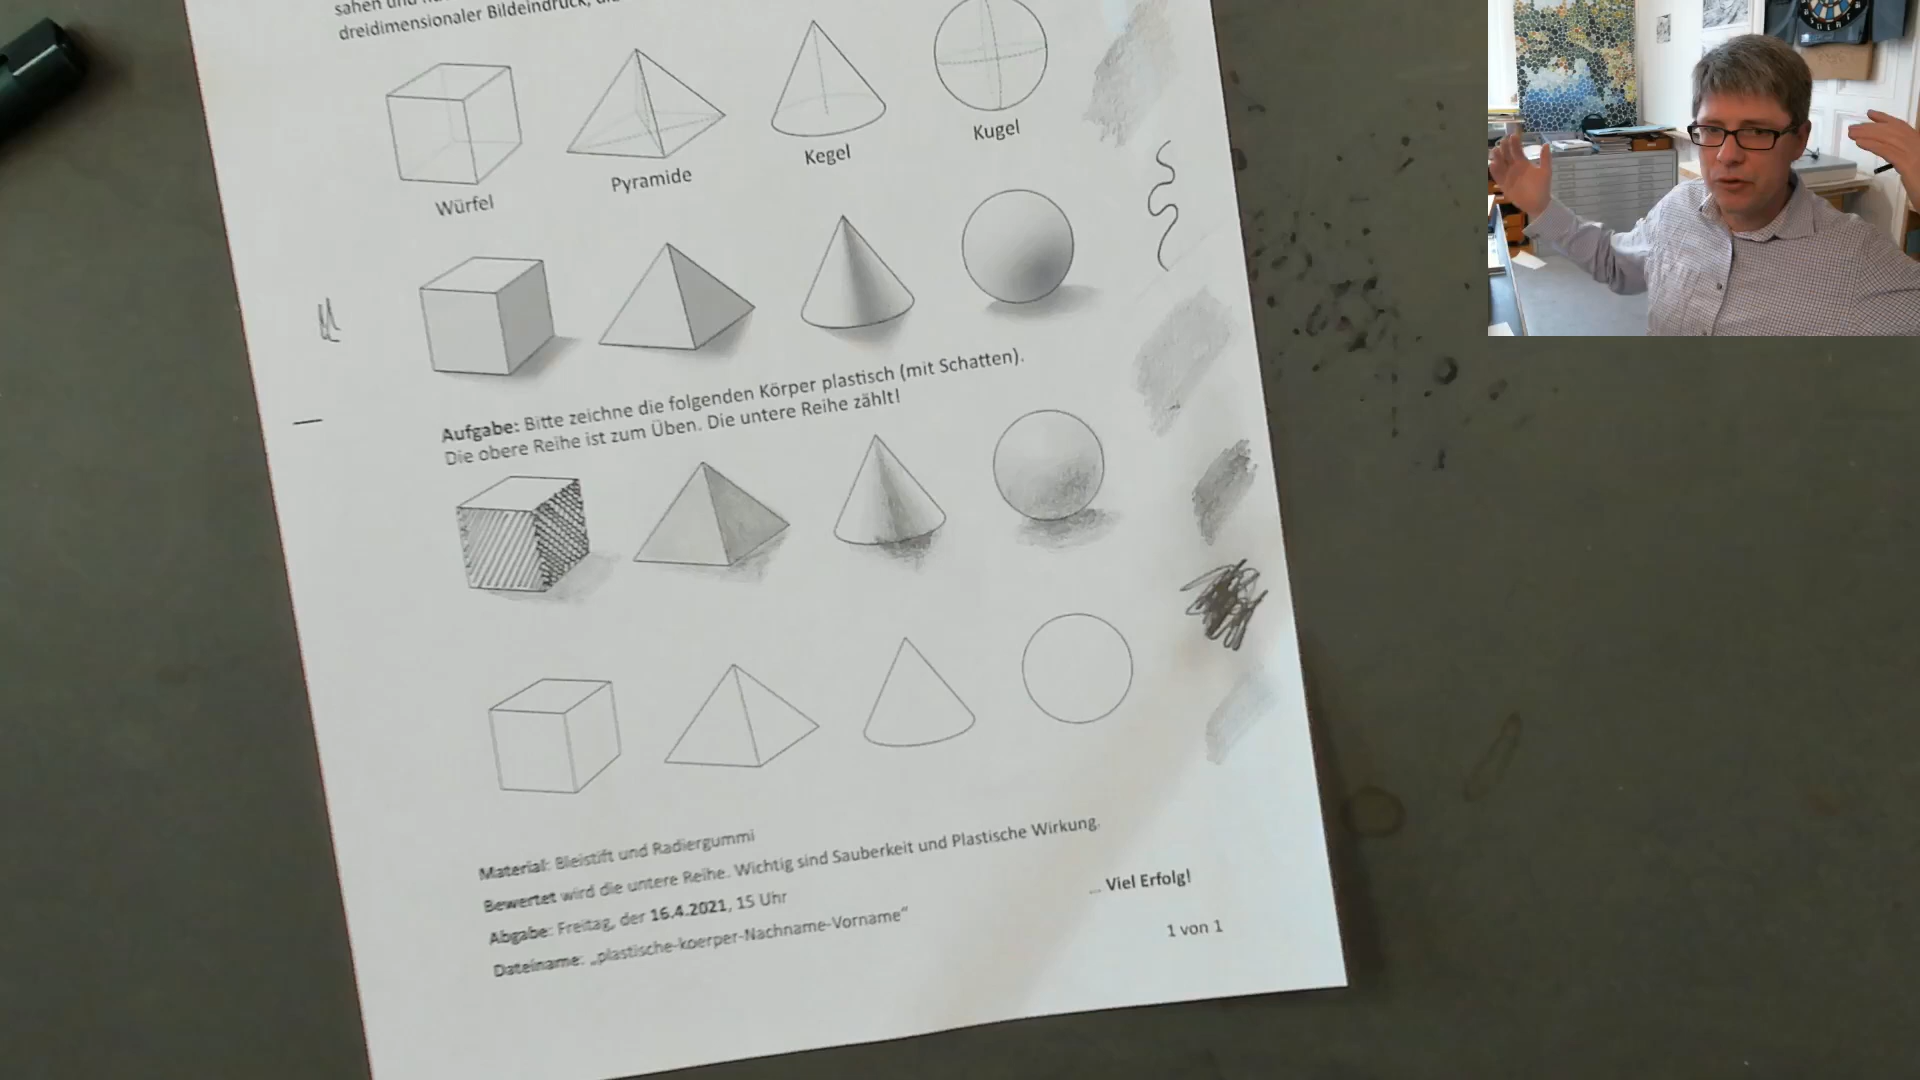 sahen und
dreidimensionaler Bildeindruck,
Würfel
Pyramide
Kegel
Kugel
Aufgabe: Bitte zeichne die folgenden Körper plastisch (mit Schatten).
Die obere Reihe ist zum Üben. Die untere Reihe zählt!
Material: Bleistift und Radiergummi
Bewertet wird die untere Reihe. Wichtig sind Sauberkeit und Plastische Wirkung.
Abgabe: Freitag, der 16.4.2021, 15 Uhr
Dateiname: „plastische-koerper-Nachname-Vorname"
... Viel Erfolg!
1 von 1